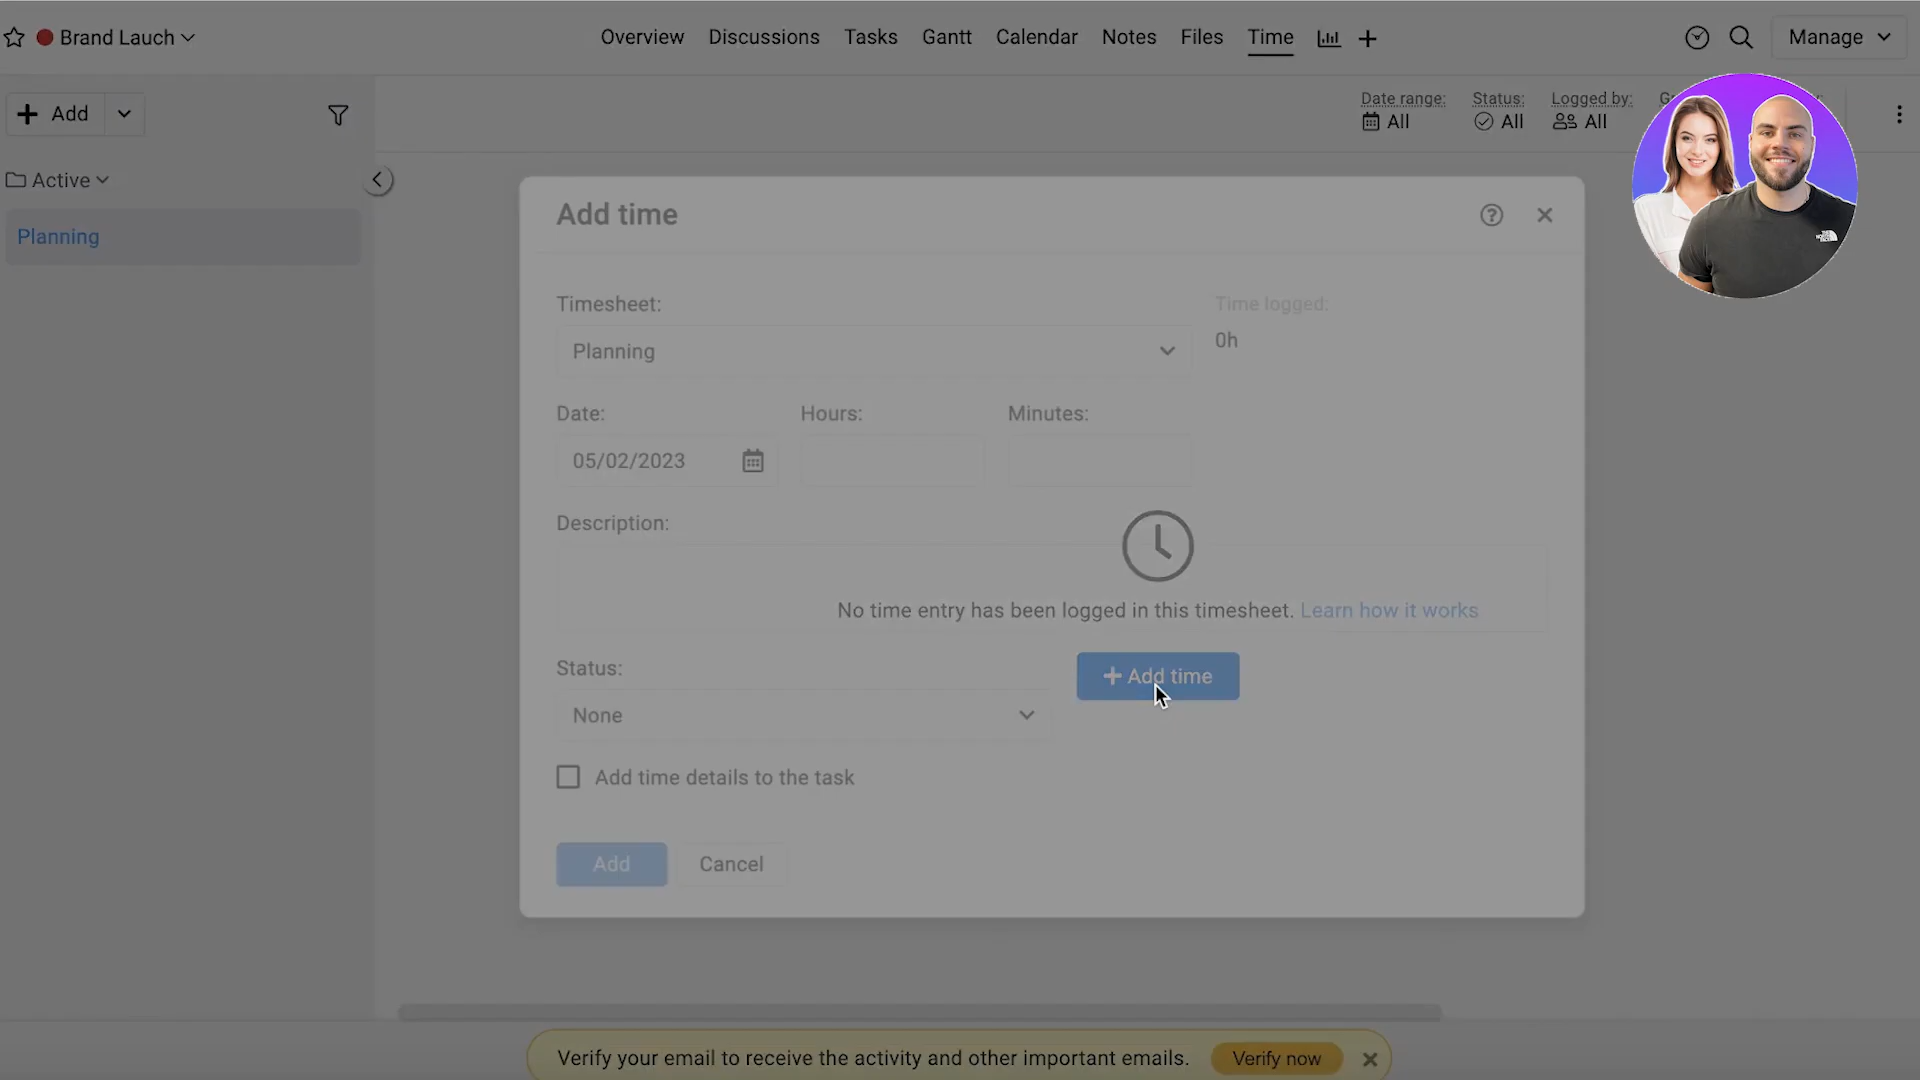 Brand Lauch
Overview Discussions Tasks Gantt Calendar Notes Files Time
Manage
Add
Date range: Status: Logged by:
All All All
Active
Planning
Add time
Timesheet: Time logged:
Planning 0h
Date: Hours: Minutes:
05/02/2023
Description:
No time entry has been logged in this timesheet. Learn how it works
Status:
+ Add time
None
Add time details to the task
Add Cancel
Verify your email to receive the activity and other important emails. Verify now